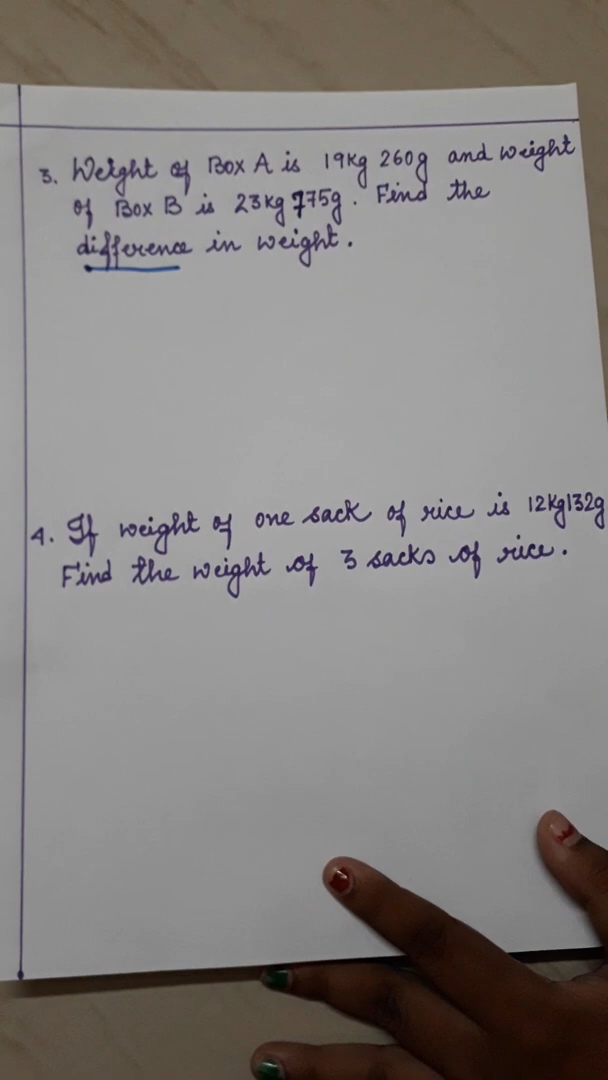 3. Weight of Box A is 19Kg 260g and weight
of Box B is 23Kg 775g. Find the
difference in weight.
4. If weight of one sack of rice is 12Kg132g
Find the weight of 3 sacks of rice.